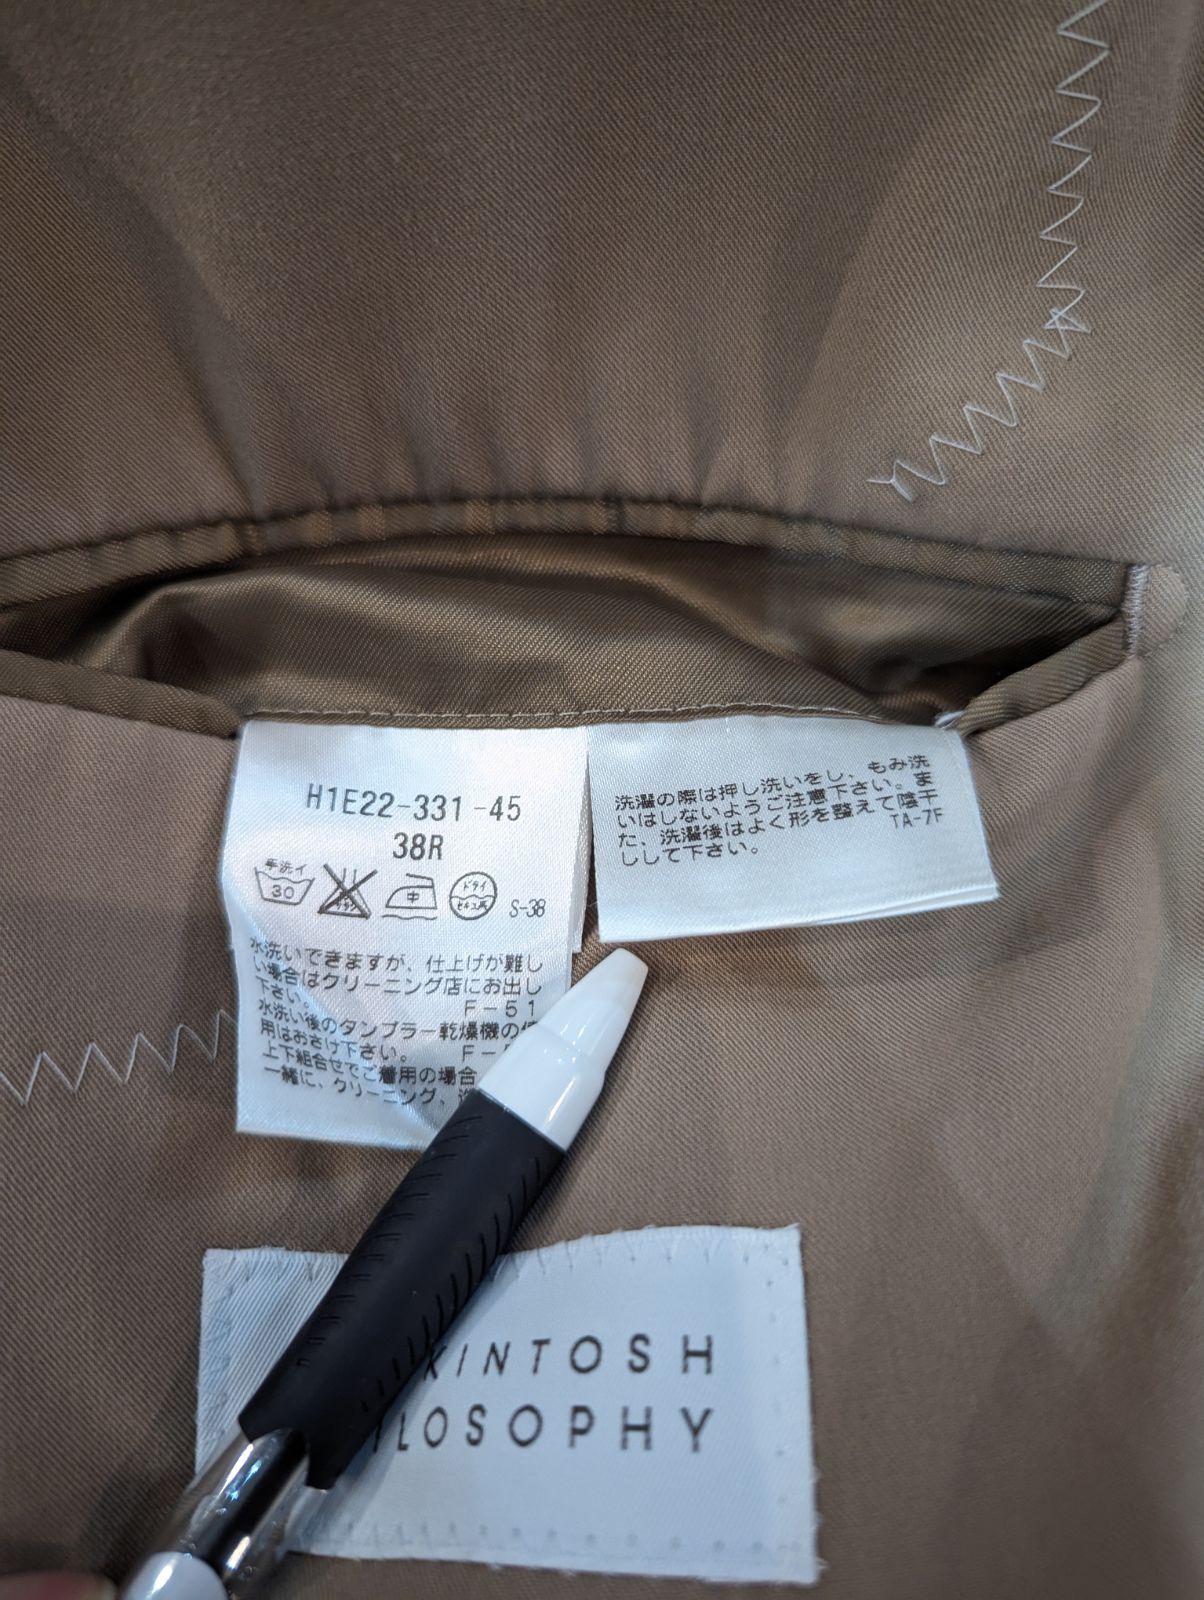 H1E22-331-45
38R
手洗イ
30
中
ドライ
セキユ系
S-38
水洗いできますが、仕上げが難し
い場合はクリーニング店にお出し
下さい。 F-51
水洗い後のタンブラー乾燥機の使
用はおさけ下さい。 F-
上下組合せでご着用の場合
一緒に、クリーニング、
洗濯の際は押し洗いをし、もみ洗
いはしないようご注意下さい。ま
た、洗濯後はよく形を整えて陰干
しして下さい。 TA-7F
KINTOSH
LOSOPHY